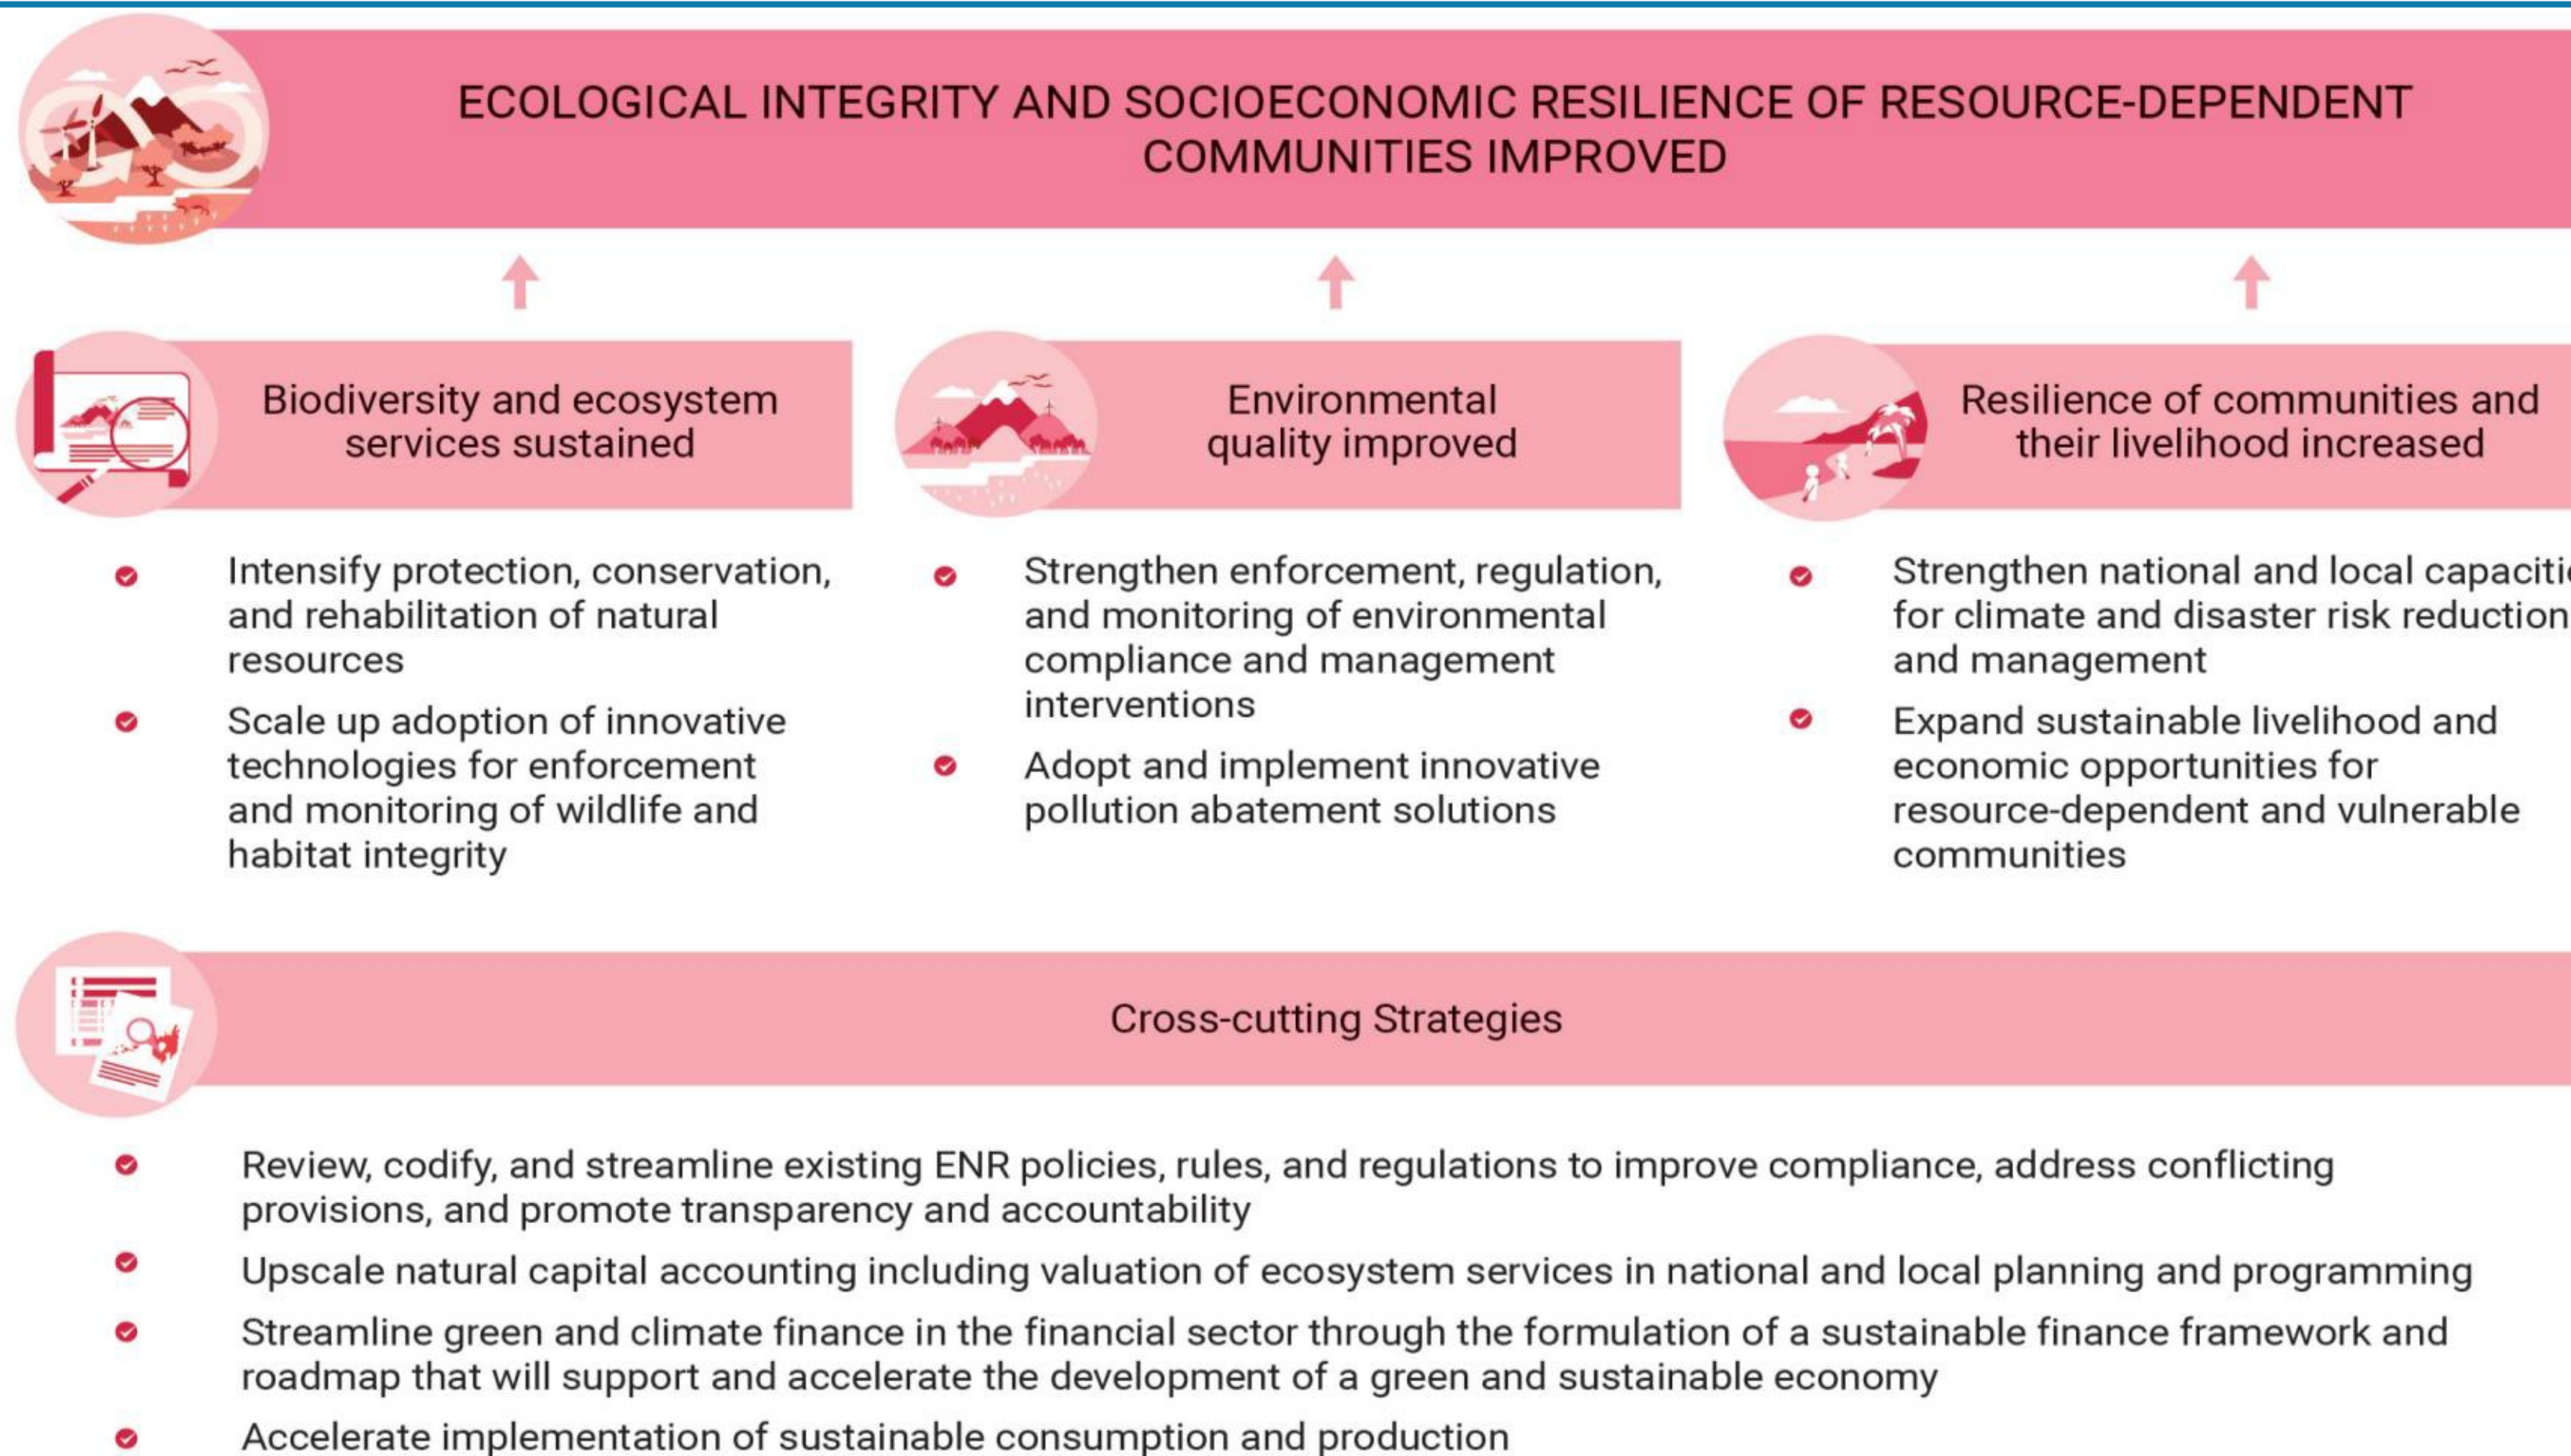 ECOLOGICAL INTEGRITY AND SOCIOECONOMIC RESILIENCE OF RESOURCE-DEPENDENT
COMMUNITIES IMPROVED
Biodiversity and ecosystem
services sustained
Intensify protection, conservation,
and rehabilitation of natural
resources
Scale up adoption of innovative
technologies for enforcement
and monitoring of wildlife and
habitat integrity
Environmental
quality improved
Strengthen enforcement, regulation,
and monitoring of environmental
compliance and management
interventions
Adopt and implement innovative
pollution abatement solutions
Resilience of communities and
their livelihood increased
Strengthen national and local capaciti
for climate and disaster risk reduction
and management
Expand sustainable livelihood and
economic opportunities for
resource-dependent and vulnerable
communities
Cross-cutting Strategies
Review, codify, and streamline existing ENR policies, rules, and regulations to improve compliance, address conflicting
provisions, and promote transparency and accountability
Upscale natural capital accounting including valuation of ecosystem services in national and local planning and programming
Streamline green and climate finance in the financial sector through the formulation of a sustainable finance framework and
roadmap that will support and accelerate the development of a green and sustainable economy
Accelerate implementation of sustainable consumption and production